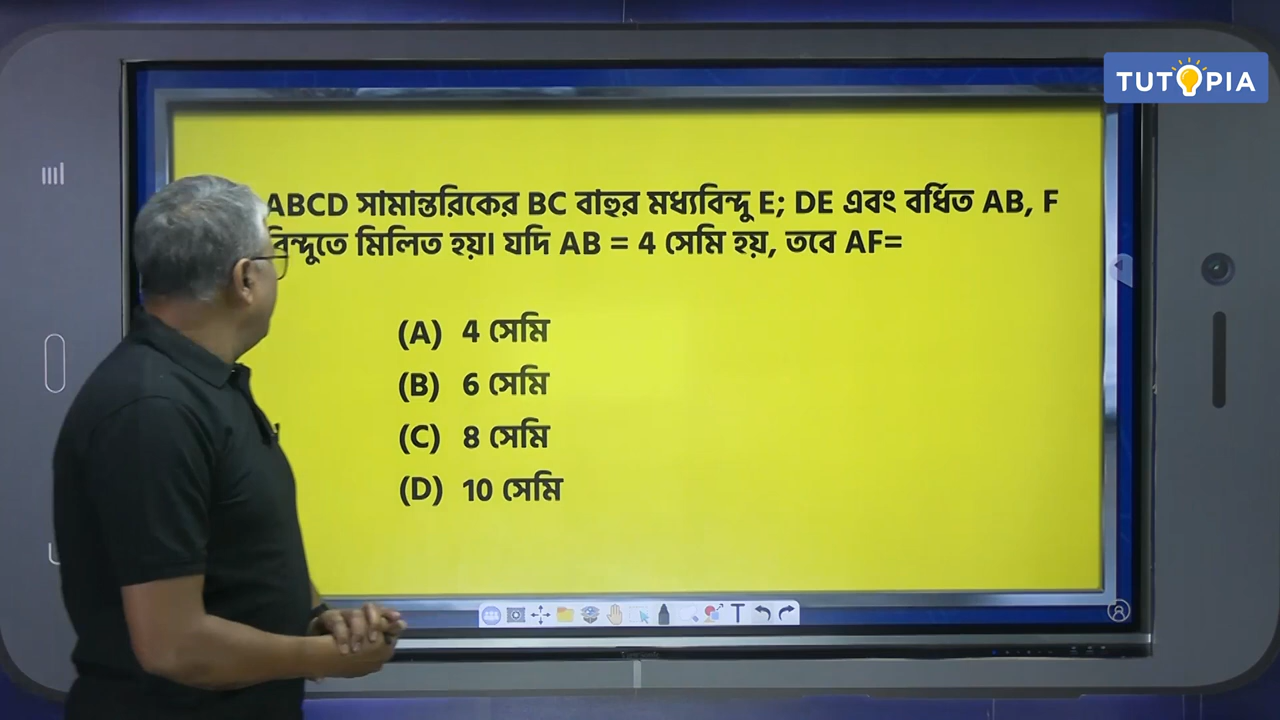 TUTOPIA
ABCD সামান্তরিকের BC বাহুর মধ্যবিন্দু E; DE এবং বর্ধিত AB, F
বিন্দুতে মিলিত হয়। যদি AB = 4 সেমি হয়, তবে AF=
(A) 4 সেমি
(B) 6 সেমি
(C) 8 সেমি
(D) 10 সেমি